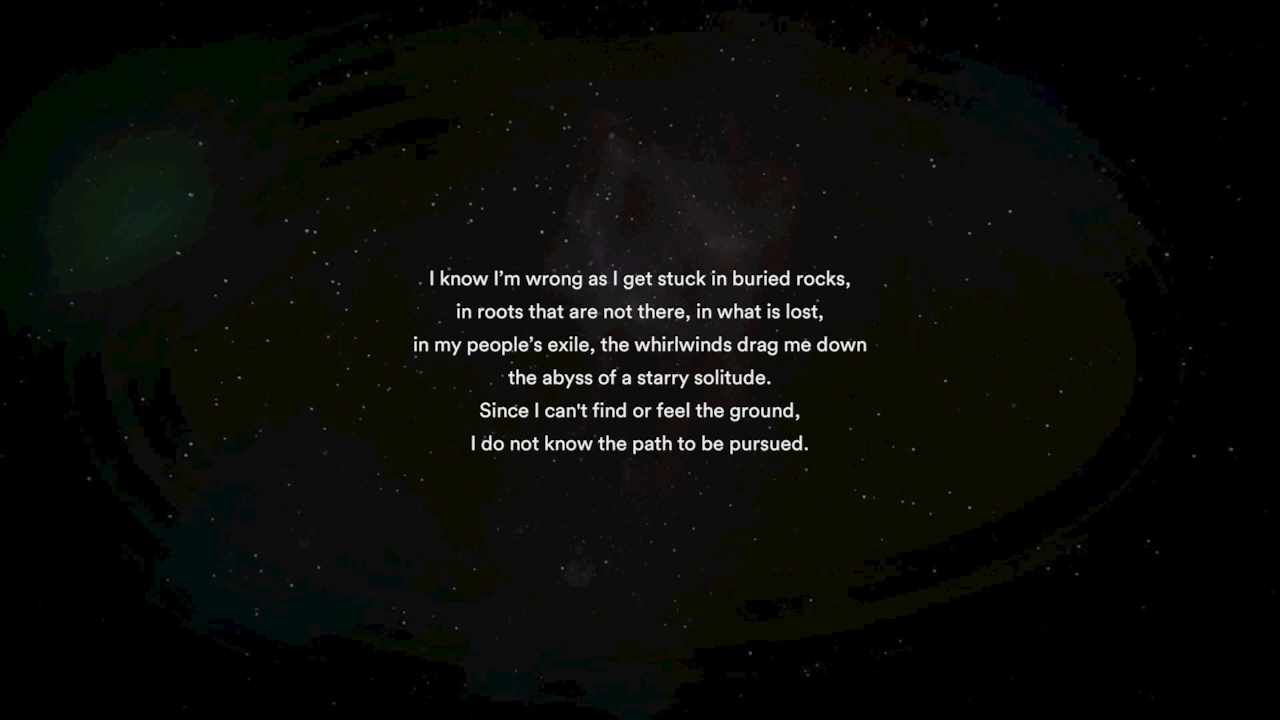 I know I’m wrong as I get stuck in buried rocks,
in roots that are not there, in what is lost,
in my people’s exile, the whirlwinds drag me down
the abyss of a starry solitude.
Since I can't find or feel the ground,
I do not know the path to be pursued.